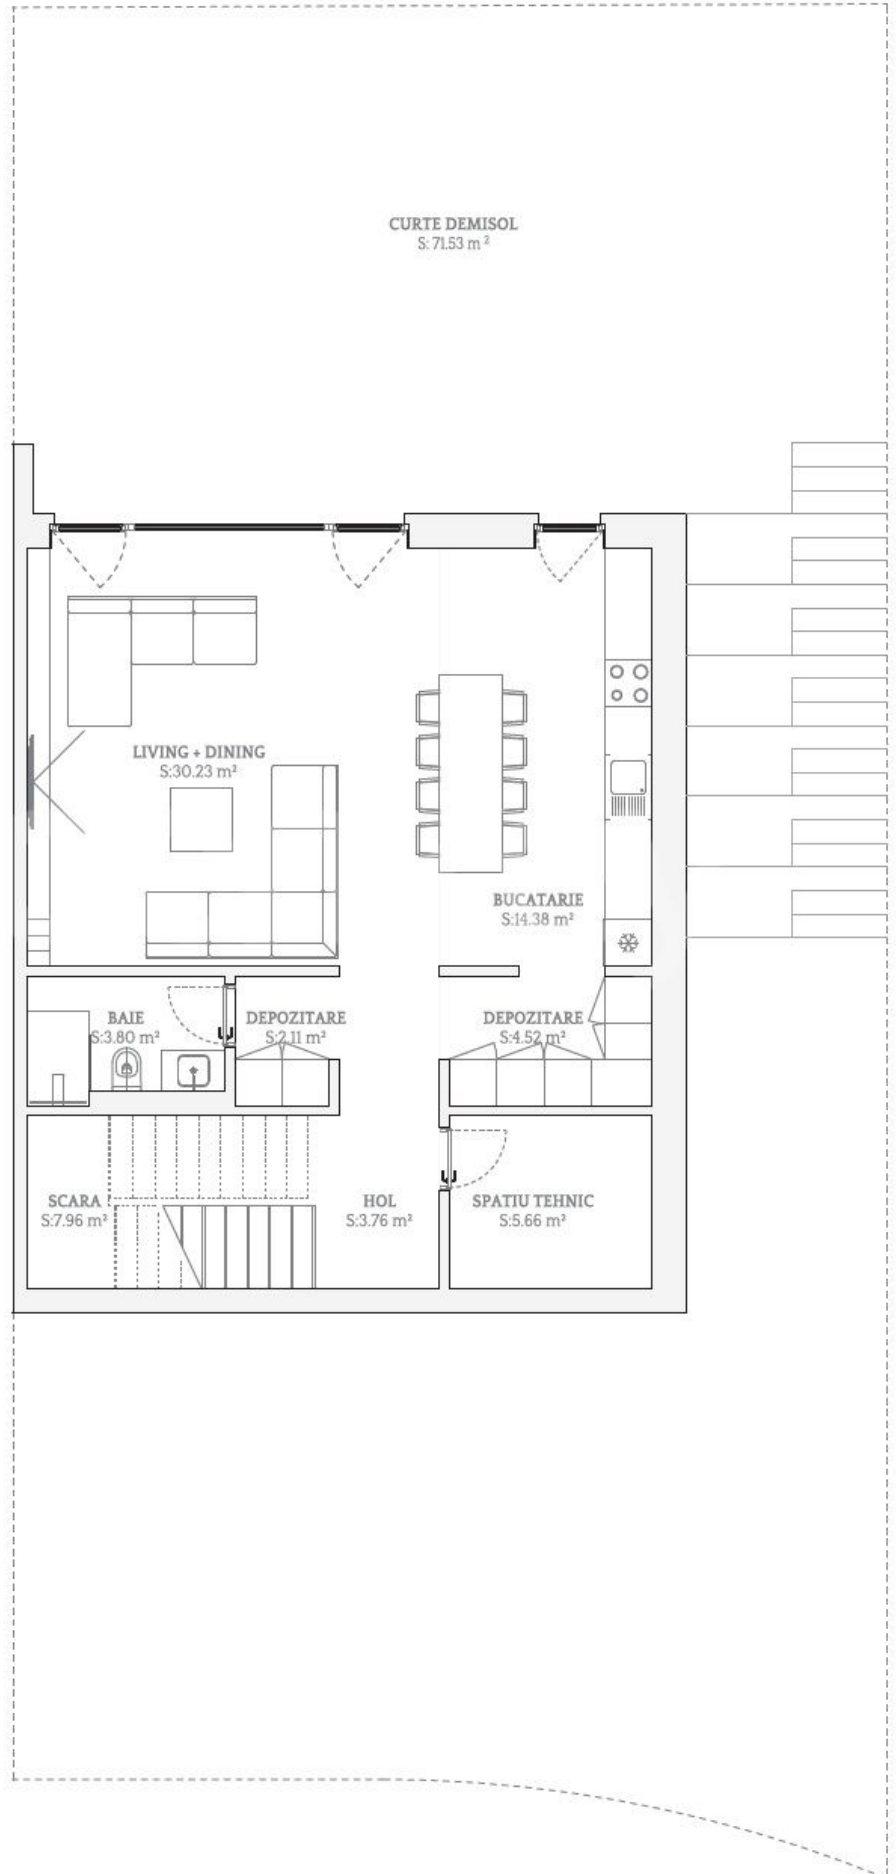 CURTE DEMISOL
S: 71.53 m²
LIVING + DINING
S:30.23 m²
BUCATARIE
S:14.38 m²
BAIE
S:3.80 m²
DEPOZITARE
S:2.11 m²
DEPOZITARE
S:4.52 m²
SCARA
S:7.96 m²
HOL
S:3.76 m²
SPATIU TEHNIC
S:5.66 m²